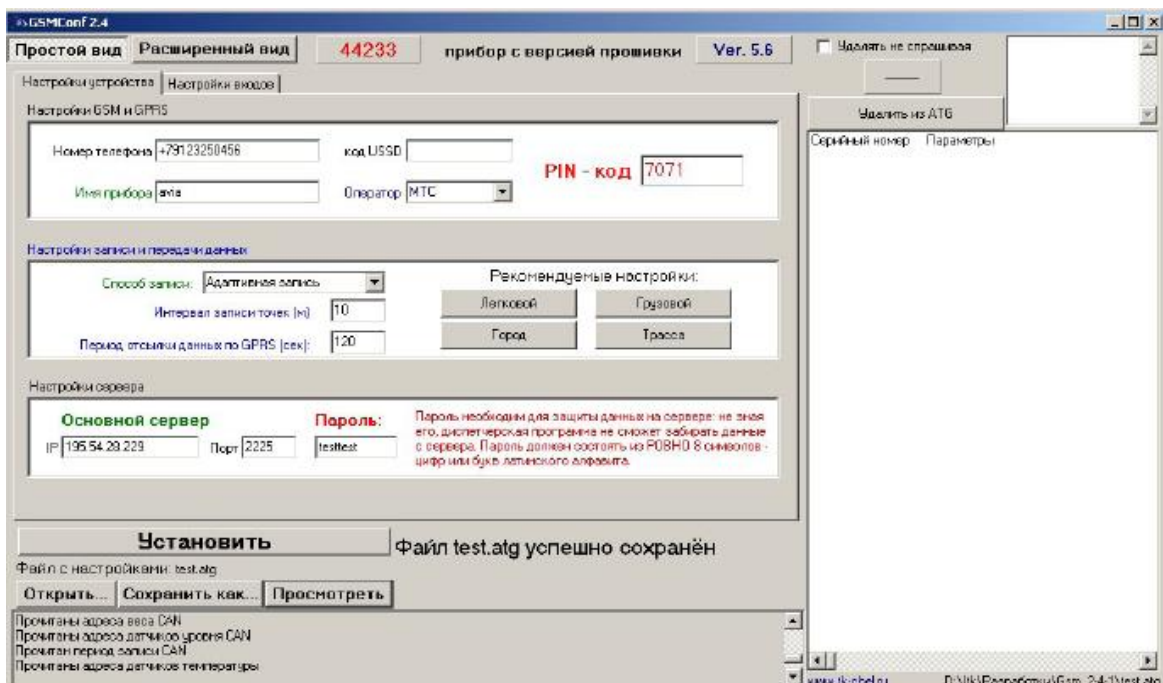 GSMConf 2.4
Простой вид Расширенный вид 44233 прибор с версией прошивки Ver. 5.6
Удалять не спрашивая
Настройки устройства Настройки входов
Удалить из ATG
Серийный номер Параметры
Настройки GSM и GPRS
Номер телефона +79123250456 код USSD
PIN - код 7071
Имя прибора avia Оператор МТС
Настройки записи и передачи данных
Способ записи: Адаптивная запись Рекомендуемые настройки:
Интервал записи точек (м) 10 Легковой Грузовой
Период отсылки данных по GPRS (сек): 120 Город Трасса
Настройки сервера
Основной сервер Пароль:
IP 195.54.29.229 Порт 2225 testtest
Пароль необходим для защиты данных на сервере: не зная
его, диспетчерская программа не сможет забирать данные
с сервера. Пароль должен состоять из РОВНО 8 символов -
цифр или букв латинского алфавита.
Установить Файл test.atg успешно сохранён
Файл с настройками: test.atg
Открыть... Сохранить как... Просмотреть
Прочитаны адреса веса CAN
Прочитаны адреса датчиков уровня CAN
Прочитан период записи CAN
Прочитаны адреса датчиков температуры